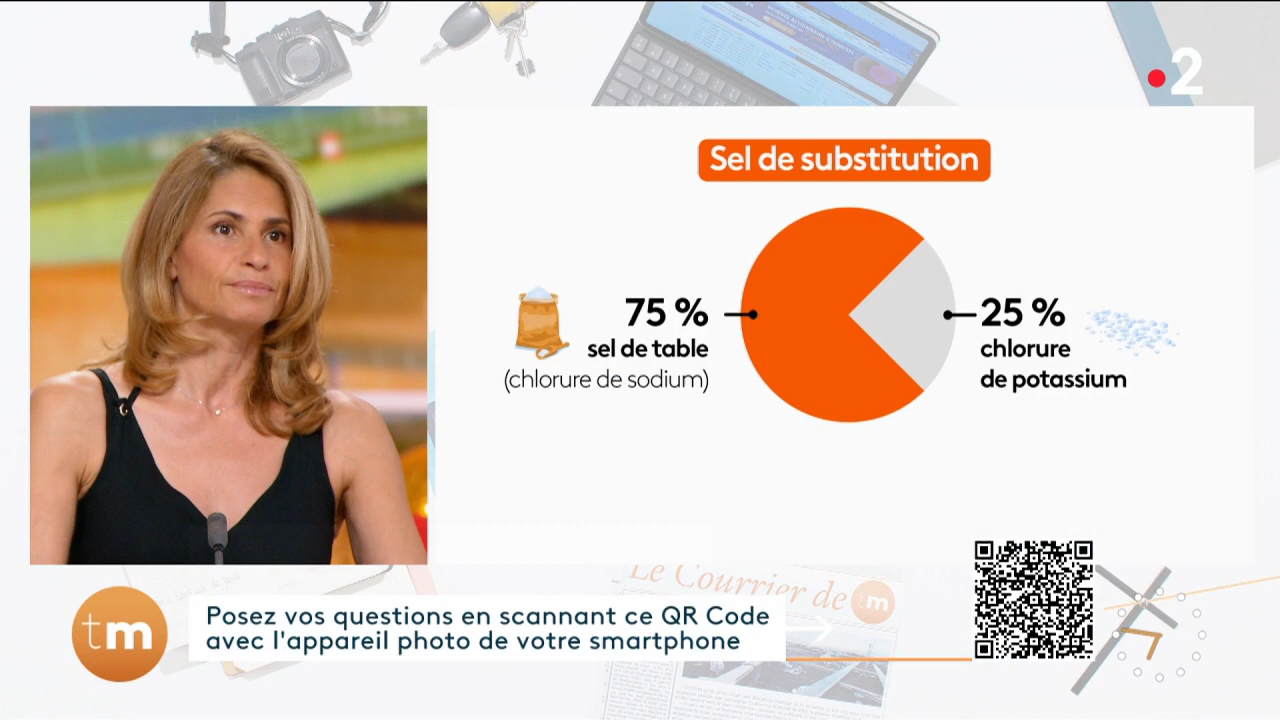 2
Sel de substitution
75 %
sel de table
(chlorure de sodium)
25 %
chlorure
de potassium
Le Courrier de tm
tm
Posez vos questions en scannant ce QR Code
avec l'appareil photo de votre smartphone